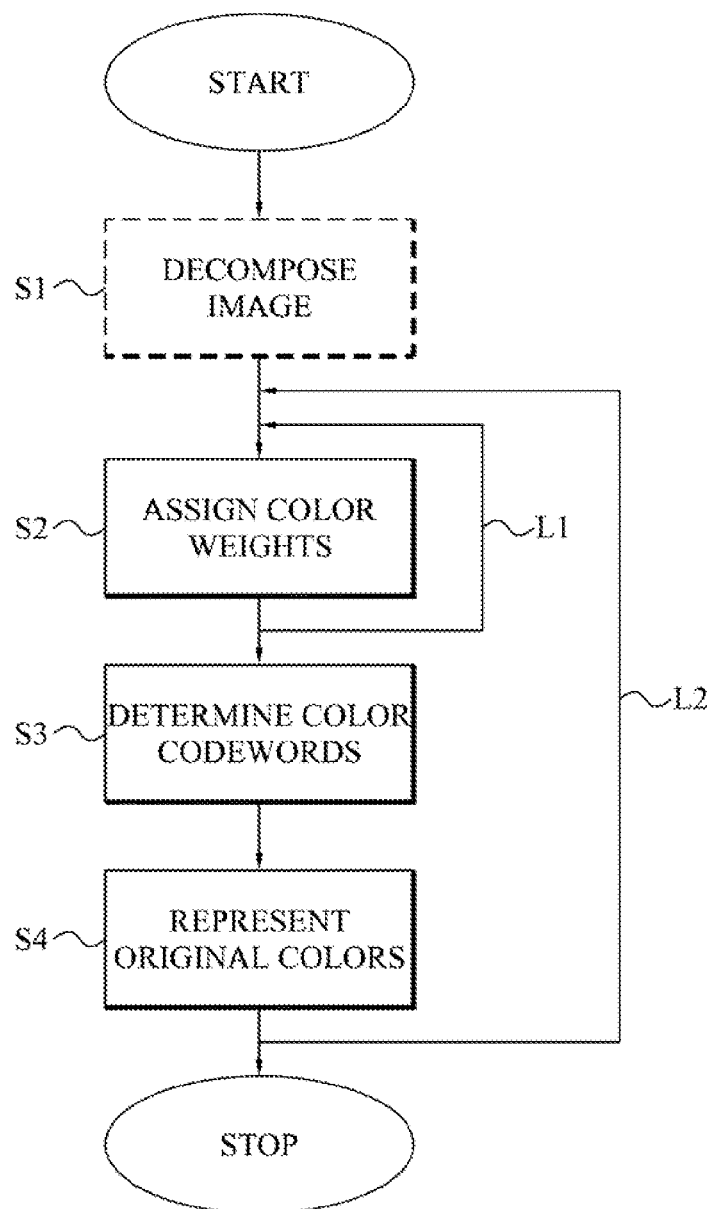 START
S1
DECOMPOSE
IMAGE
S2
ASSIGN COLOR
WEIGHTS
L1
S3
DETERMINE COLOR
CODEWORDS
L2
S4
REPRESENT
ORIGINAL COLORS
STOP